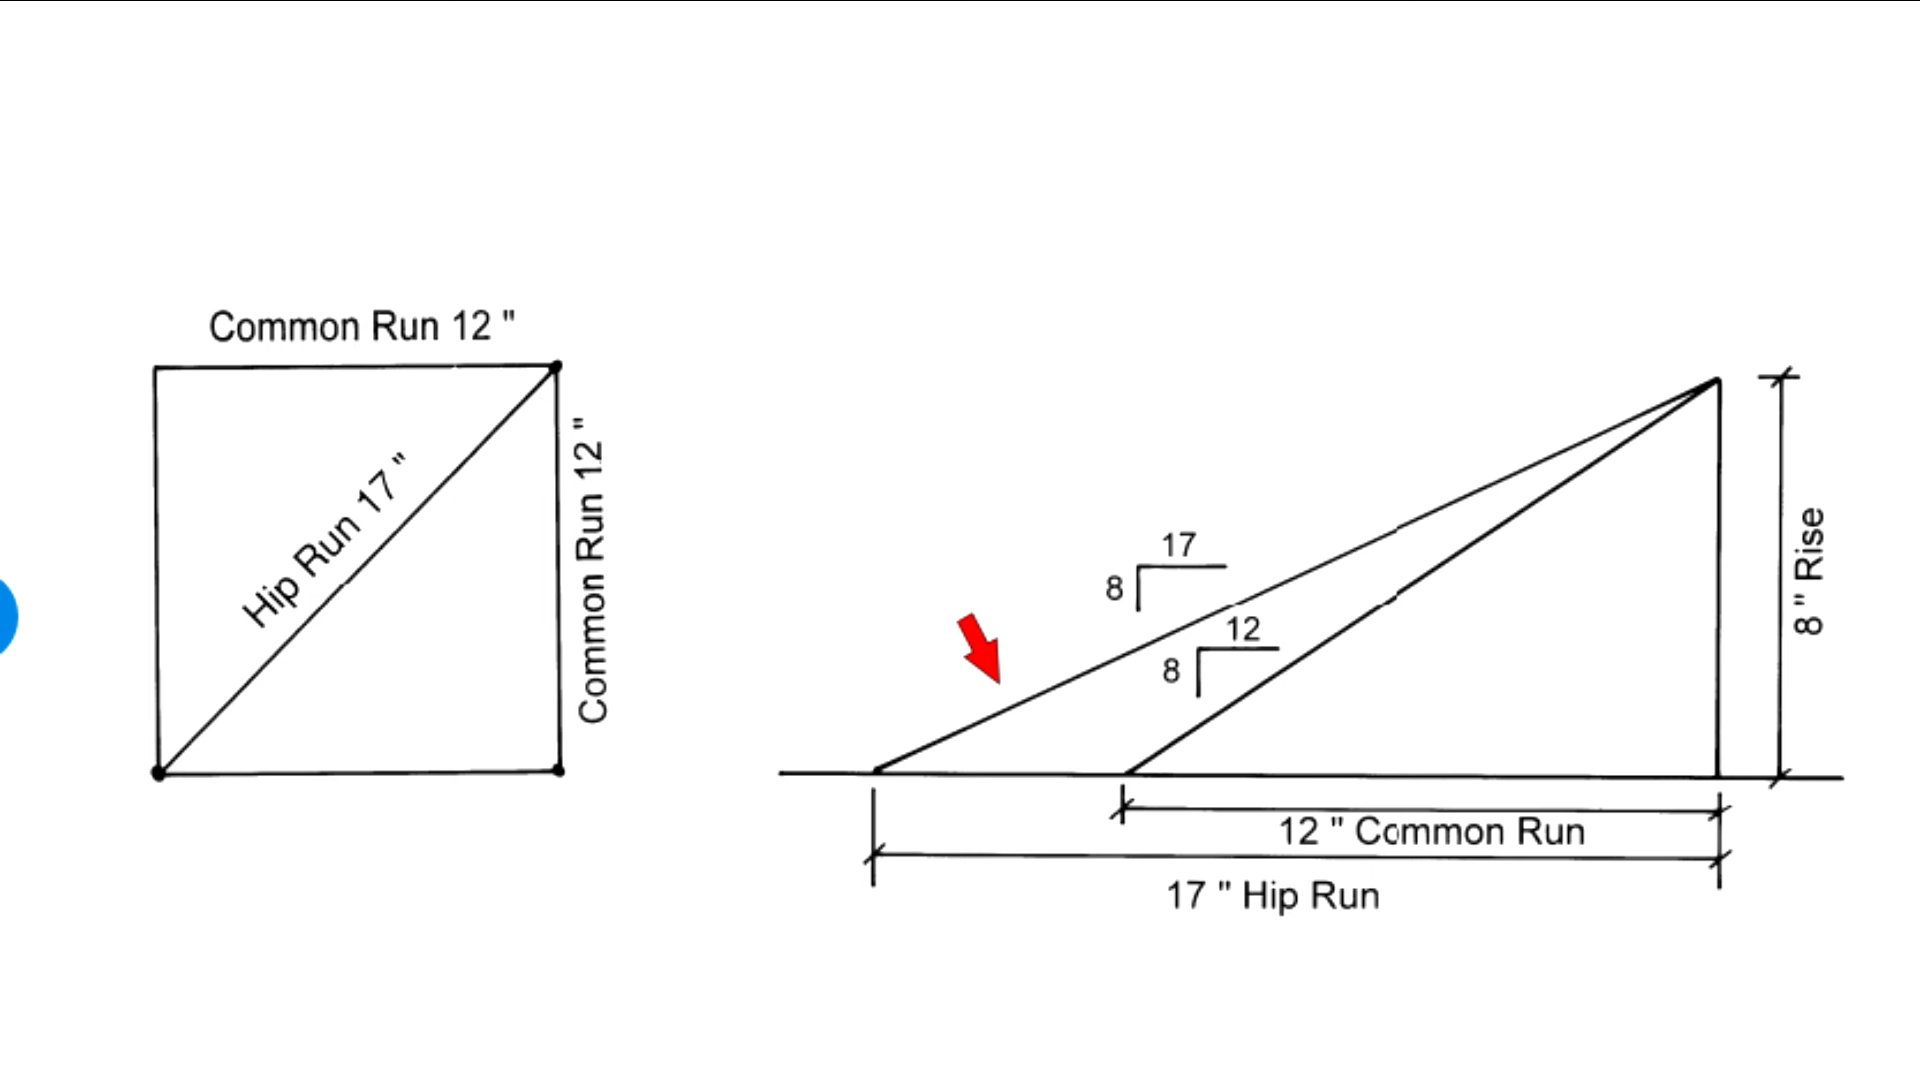 Common Run 12 "
Hip Run 17 "
Common Run 12 "
17
8
12
8
8 " Rise
12 " Common Run
17 " Hip Run